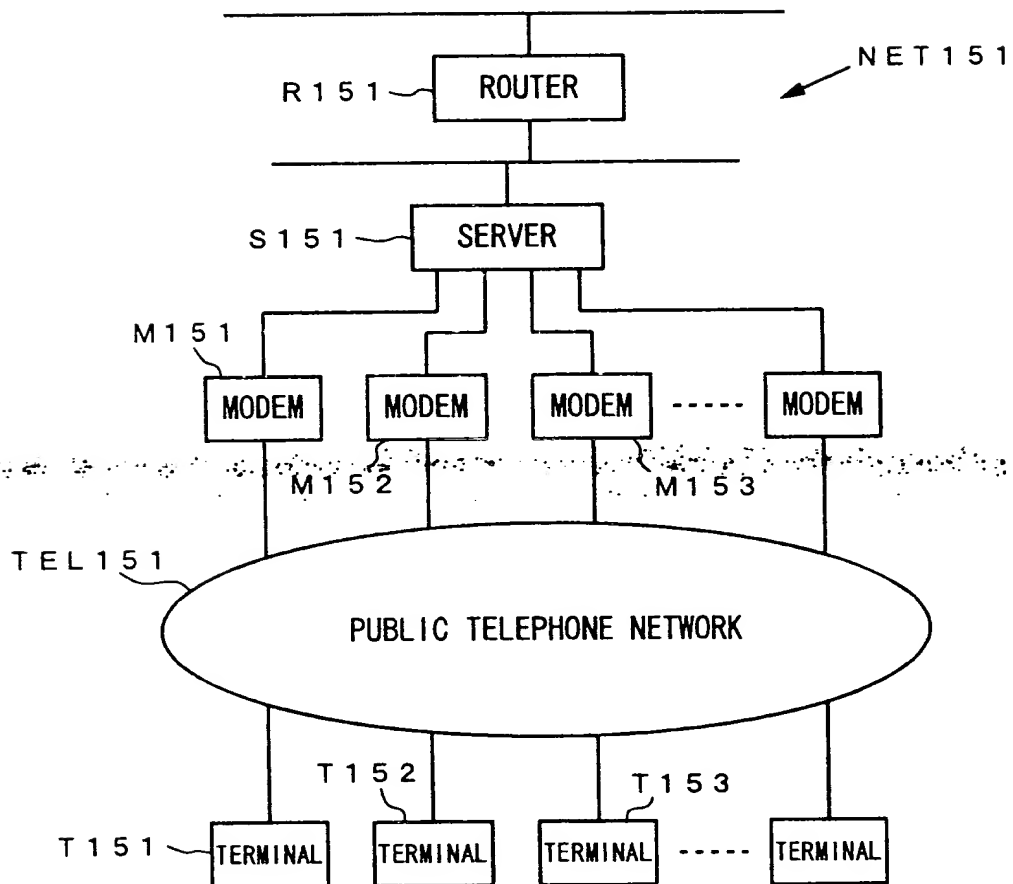 NET151
R151
ROUTER
S151
SERVER
M151
MODEM MODEM MODEM ----- MODEM
M152 M153
TEL151
PUBLIC TELEPHONE NETWORK
T152 T153
T151
TERMINAL TERMINAL TERMINAL ----- TERMINAL